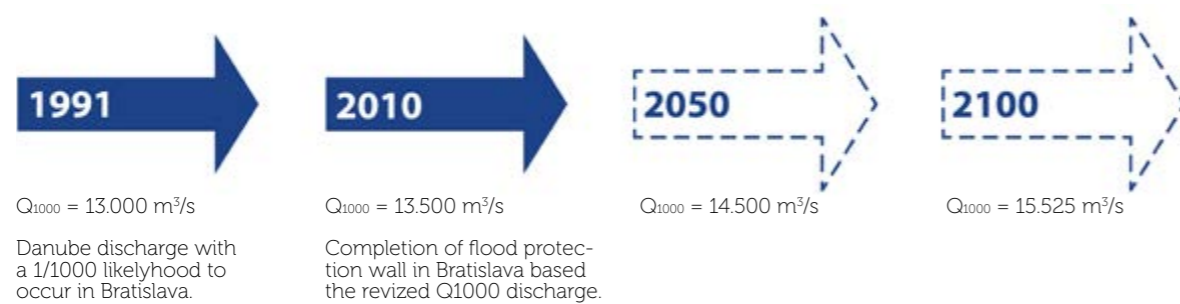 1991
2010
2050
2100
Q1000 = 13.000 m³/s
Q1000 = 13.500 m³/s
Q1000 = 14.500 m³/s
Q1000 = 15.525 m³/s
Danube discharge with
a 1/1000 likelyhood to
occur in Bratislava.
Completion of flood protec-
tion wall in Bratislava based
the revized Q1000 discharge.